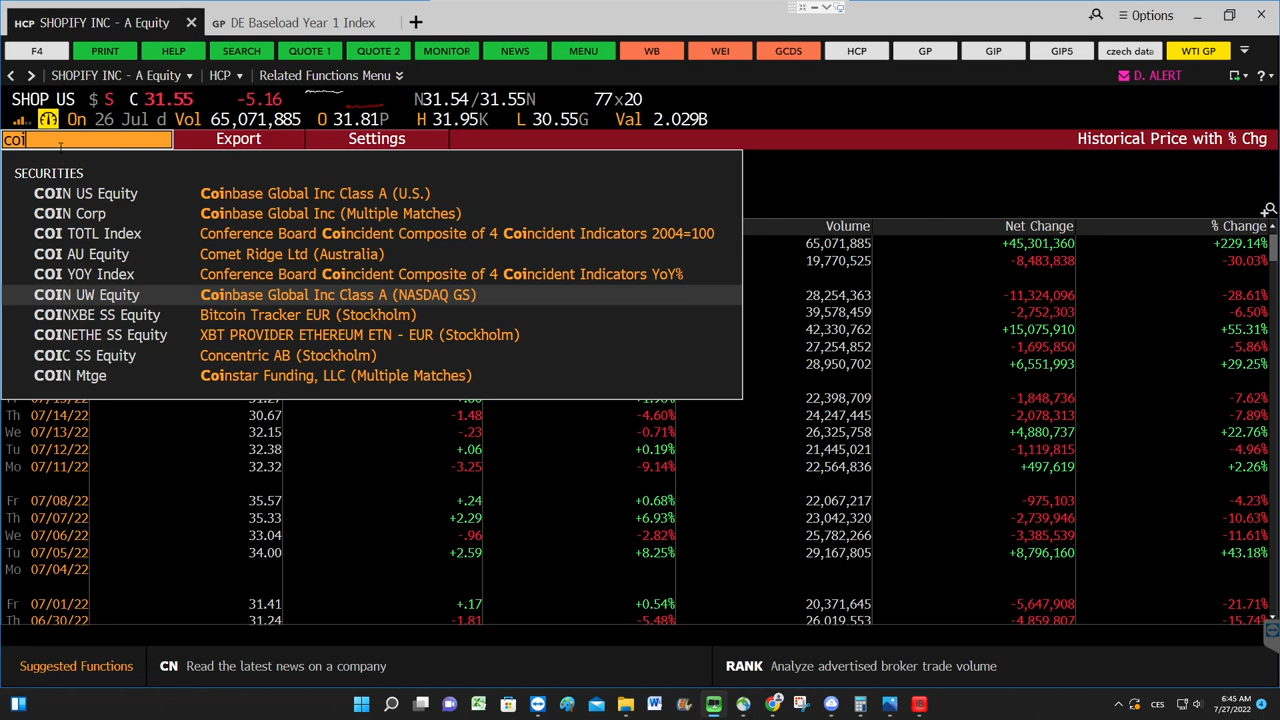 HCP SHOPIFY INC - A Equity × GP DE Baseload Year 1 Index +
Options
F4 PRINT HELP SEARCH QUOTE 1 QUOTE 2 MONITOR NEWS MENU WB WEI GCDS HCP GP GIP GIP5 czech data WTI GP
SHOPIFY INC - A Equity HCP Related Functions Menu D. ALERT ?
SHOP US $ S C 31.55 -5.16 N31.54/31.55N 77x20
On 26 Jul d Vol 65,071,885 O 31.81P H 31.95K L 30.55G Val 2.029B
coi Export Settings Historical Price with % Chg
SECURITIES
COIN US Equity Coinbase Global Inc Class A (U.S.)
COIN Corp Coinbase Global Inc (Multiple Matches)
COI TOTL Index Conference Board Coincident Composite of 4 Coincident Indicators 2004=100
COI AU Equity Comet Ridge Ltd (Australia)
COI YOY Index Conference Board Coincident Composite of 4 Coincident Indicators YoY%
COIN UW Equity Coinbase Global Inc Class A (NASDAQ GS)
COINXBE SS Equity Bitcoin Tracker EUR (Stockholm)
COINETHE SS Equity XBT PROVIDER ETHEREUM ETN - EUR (Stockholm)
COIC SS Equity Concentric AB (Stockholm)
COIN Mtge Coinstar Funding, LLC (Multiple Matches)
Volume Net Change % Change
65,071,885 +45,301,360 +229.14%
19,770,525 -8,483,838 -30.03%
28,254,363 -11,324,096 -28.61%
39,578,459 -2,752,303 -6.50%
42,330,762 +15,075,910 +55.31%
27,254,852 -1,695,850 -5.86%
28,950,702 +6,551,993 +29.25%
22,398,709 -1,848,736 -7.62%
Th 07/14/22 30.67 -1.48 -4.60% 24,247,445 -2,078,313 -7.89%
We 07/13/22 32.15 -.23 -0.71% 26,325,758 +4,880,737 +22.76%
Tu 07/12/22 32.38 +.06 +0.19% 21,445,021 -1,119,815 -4.96%
Mo 07/11/22 32.32 -3.25 -9.14% 22,564,836 +497,619 +2.26%
Fr 07/08/22 35.57 +.24 +0.68% 22,067,217 -975,103 -4.23%
Th 07/07/22 35.33 +2.29 +6.93% 23,042,320 -2,739,946 -10.63%
We 07/06/22 33.04 -.96 -2.82% 25,782,266 -3,385,539 -11.61%
Tu 07/05/22 34.00 +2.59 +8.25% 29,167,805 +8,796,160 +43.18%
Mo 07/04/22
Fr 07/01/22 31.41 +.17 +0.54% 20,371,645 -5,647,908 -21.71%
Th 06/30/22 31.24 -1.81 -5.48% 26,019,553 -4,859,807 -15.74%
Suggested Functions CN Read the latest news on a company RANK Analyze advertised broker trade volume
CES 6:45 AM
7/27/2022